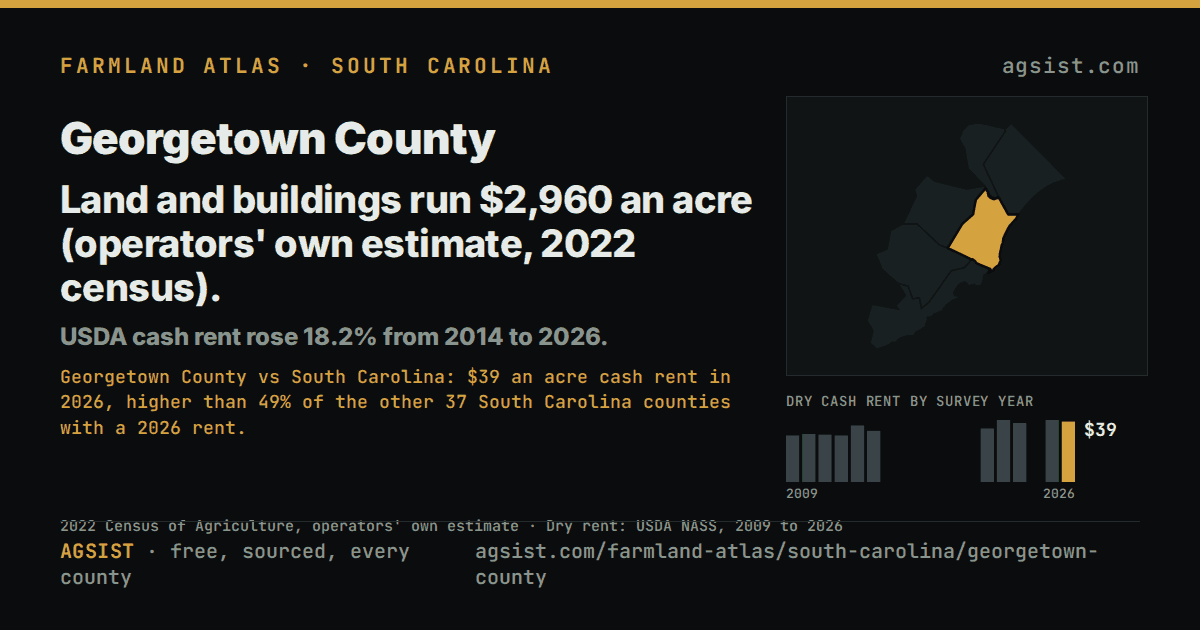 FARMLAND ATLAS · SOUTH CAROLINA
agsist.com
Georgetown County
Land and buildings run $2,960 an acre
(operators' own estimate, 2022
census).
USDA cash rent rose 18.2% from 2014 to 2026.
Georgetown County vs South Carolina: $39 an acre cash rent in
2026, higher than 49% of the other 37 South Carolina counties
with a 2026 rent.
DRY CASH RENT BY SURVEY YEAR
$39
2009
2026
2022 Census of Agriculture, operators' own estimate · Dry rent: USDA NASS, 2009 to 2026
AGSIST · free, sourced, every
county
agsist.com/farmland-atlas/south-carolina/georgetown-
county